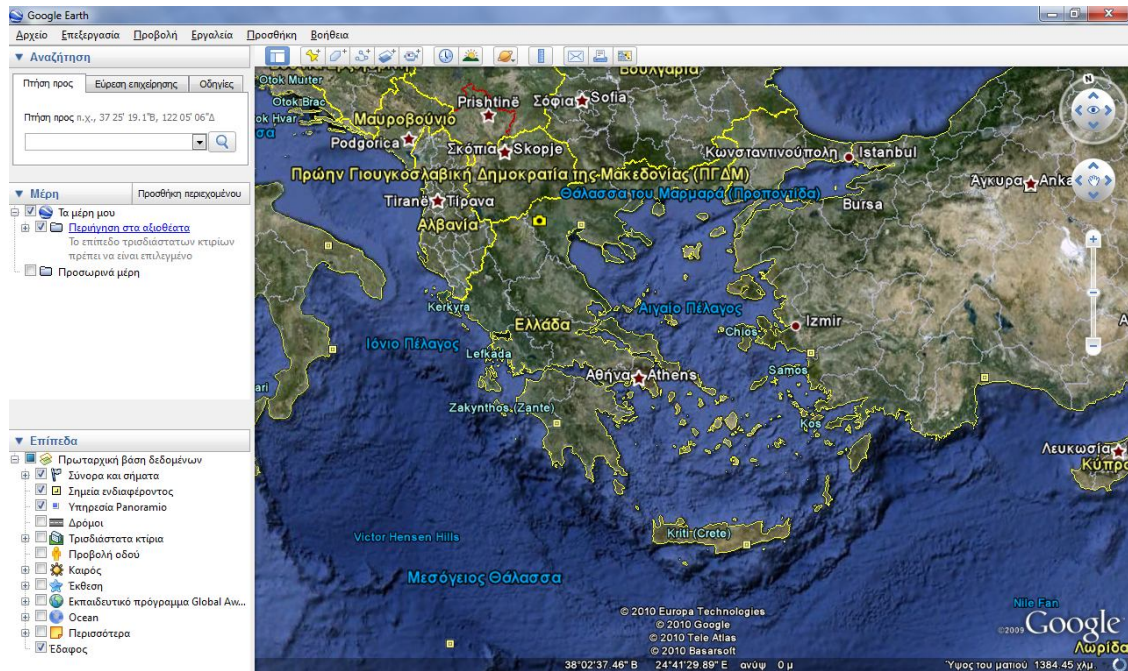 Google Earth
Αρχείο Επεξεργασία Προβολή Εργαλεία Προσθήκη Βοήθεια
Αναζήτηση
Πτήση προς Εύρεση επιχείρησης Οδηγίες
Πτήση προς π.χ., 37 25' 19.1"Β, 122 05' 06"Δ
Μέρη Προσθήκη περιεχομένου
Τα μέρη μου
Περιήγηση στα αξιοθέατα
Το επίπεδο τρισδιάστατων κτιρίων
πρέπει να είναι επιλεγμένο
Προσωρινά μέρη
Επίπεδα
Πρωταρχική βάση δεδομένων
Σύνορα και σήματα
Σημεία ενδιαφέροντος
Υπηρεσία Panoramio
Δρόμοι
Τρισδιάστατα κτίρια
Προβολή οδού
Καιρός
Έκθεση
Εκπαιδευτικό πρόγραμμα Global Aw...
Ocean
Περισσότερα
Έδαφος
Βουλγαρία
Otok Murter
Otok Brac
ok Hvar
Prishtinë
Σόφια Sofia
Μαυροβούνιο
Podgorica
Σκόπια Skopje
Κωνσταντινούπολη Istanbul
Πρώην Γιουγκοσλαβική Δημοκρατία της Μακεδονίας (ΠΓΔΜ)
Άγκυρα Anka
Θάλασσα του Μαρμαρά (Προποντίδα)
Tiranë Τίρανα
Bursa
Αλβανία
Kerkyra
Αιγαίο Πέλαγος
Ελλάδα
Chios
Izmir
Ιόνιο Πέλαγος
Lefkada
Αθήνα Athens
Samos
Zakynthos (Zante)
Kos
Λευκωσία
Κύπρο
Kriti (Crete)
Victor Hensen Hills
Μεσόγειος Θάλασσα
Nile Fan
© 2010 Europa Technologies
© 2010 Google
© 2010 Tele Atlas
© 2010 Basarsoft
©2009 Google
Λωρίδα
38°02'37.46" Β 24°41'29.89" Ε ανύψ 0 μ Ύψος του ματιού 1384.45 χλμ.